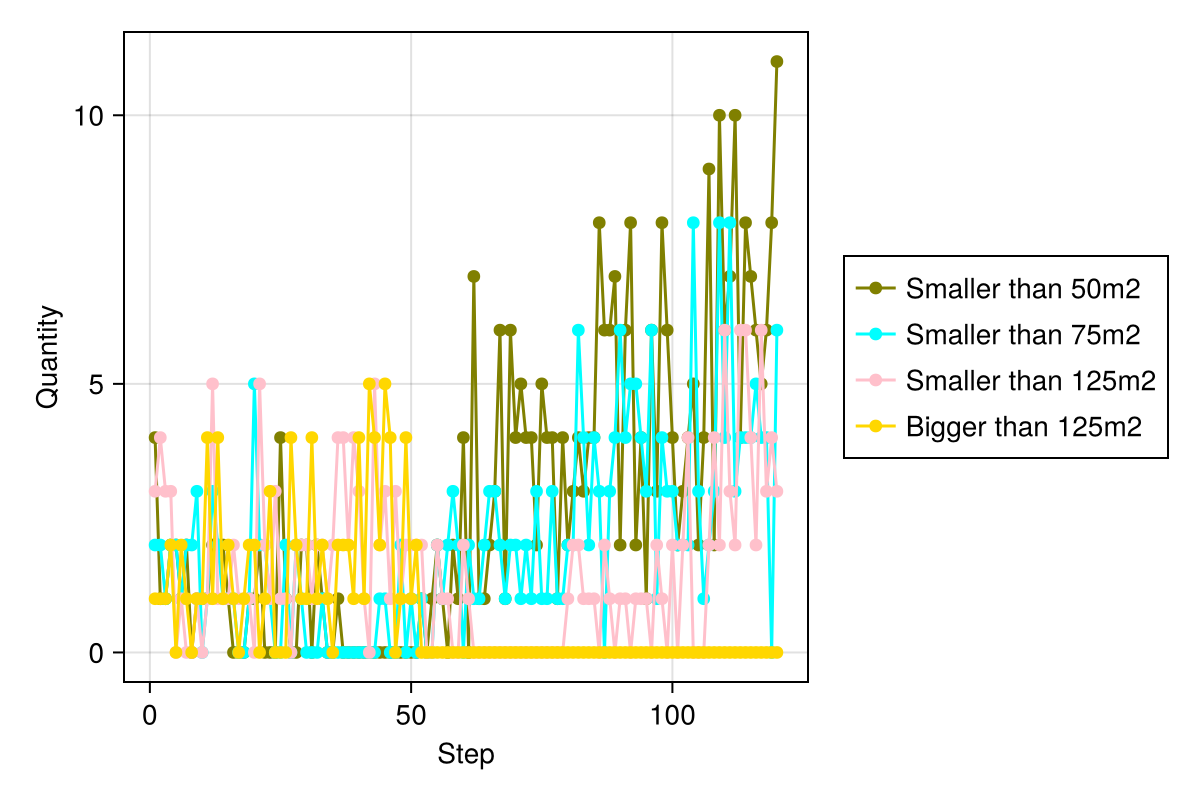 10
5
0
Quantity
0
50
100
Step
Smaller than 50m2
Smaller than 75m2
Smaller than 125m2
Bigger than 125m2